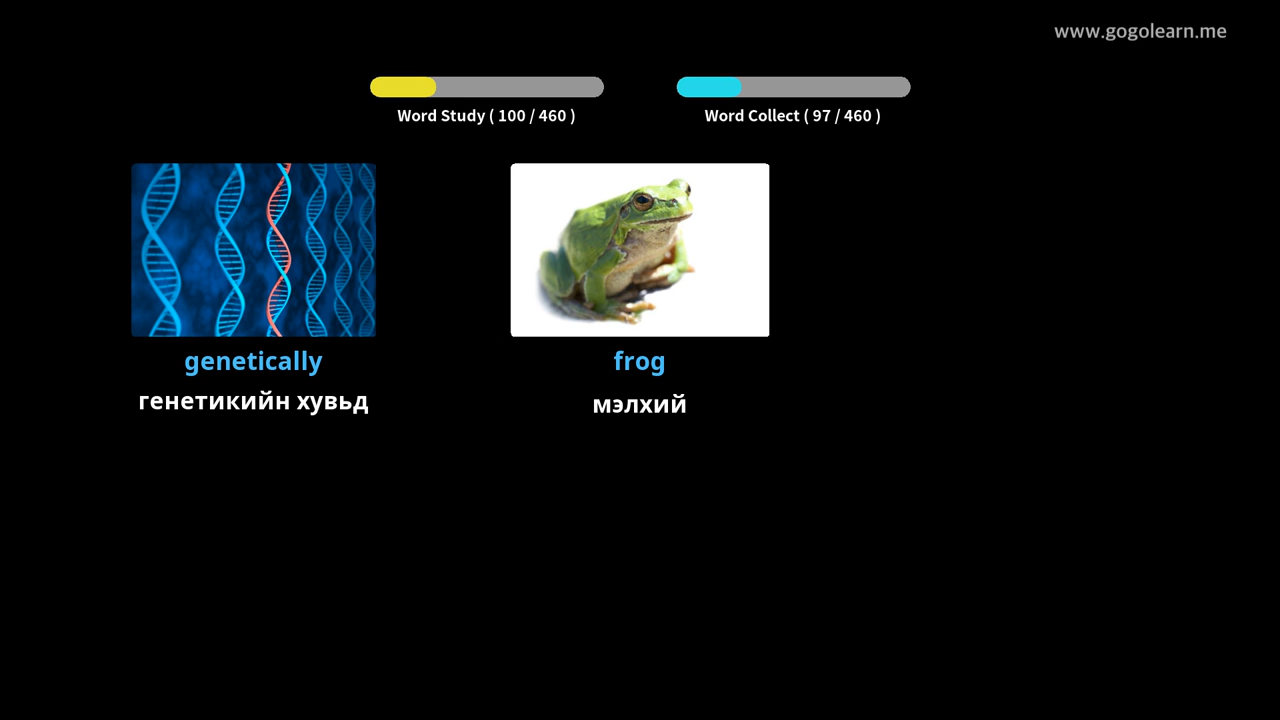 www.gogolearn.me
Word Study ( 100 / 460 )
Word Collect ( 97 / 460 )
genetically
генетикийн хувьд
frog
мэлхий